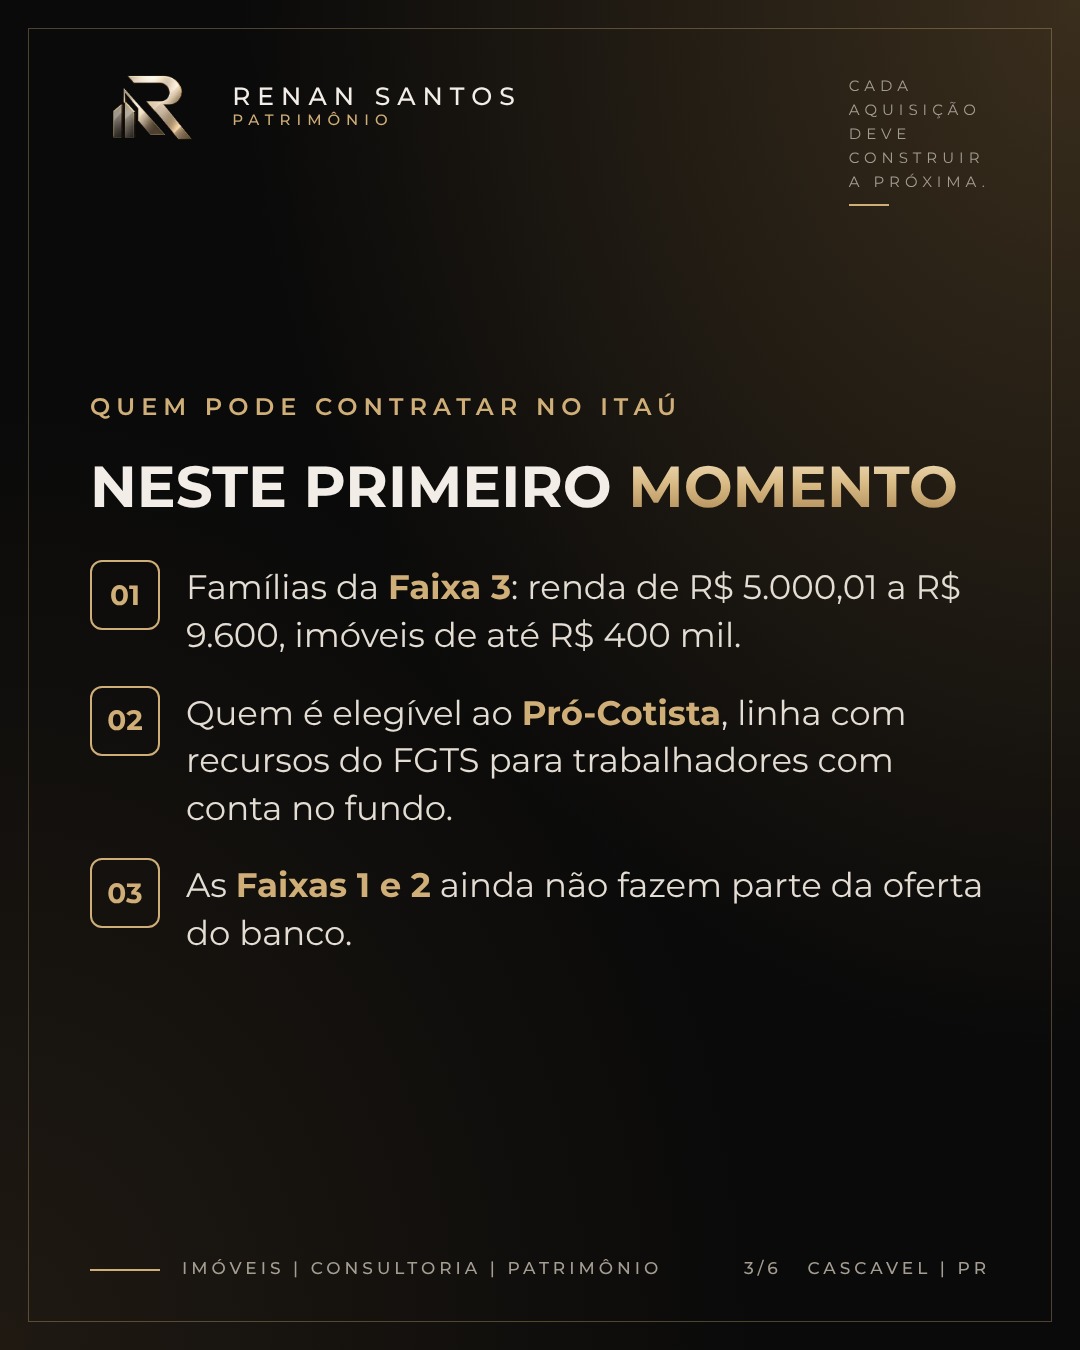 RENAN SANTOS
PATRIMÔNIO
CADA
AQUISIÇÃO
DEVE
CONSTRUIR
A PRÓXIMA.
QUEM PODE CONTRATAR NO ITAÚ
NESTE PRIMEIRO MOMENTO
01
Famílias da Faixa 3: renda de R$ 5.000,01 a R$
9.600, imóveis de até R$ 400 mil.
02
Quem é elegível ao Pró-Cotista, linha com
recursos do FGTS para trabalhadores com
conta no fundo.
03
As Faixas 1 e 2 ainda não fazem parte da oferta
do banco.
IMÓVEIS | CONSULTORIA | PATRIMÔNIO 3/6 CASCAVEL | PR